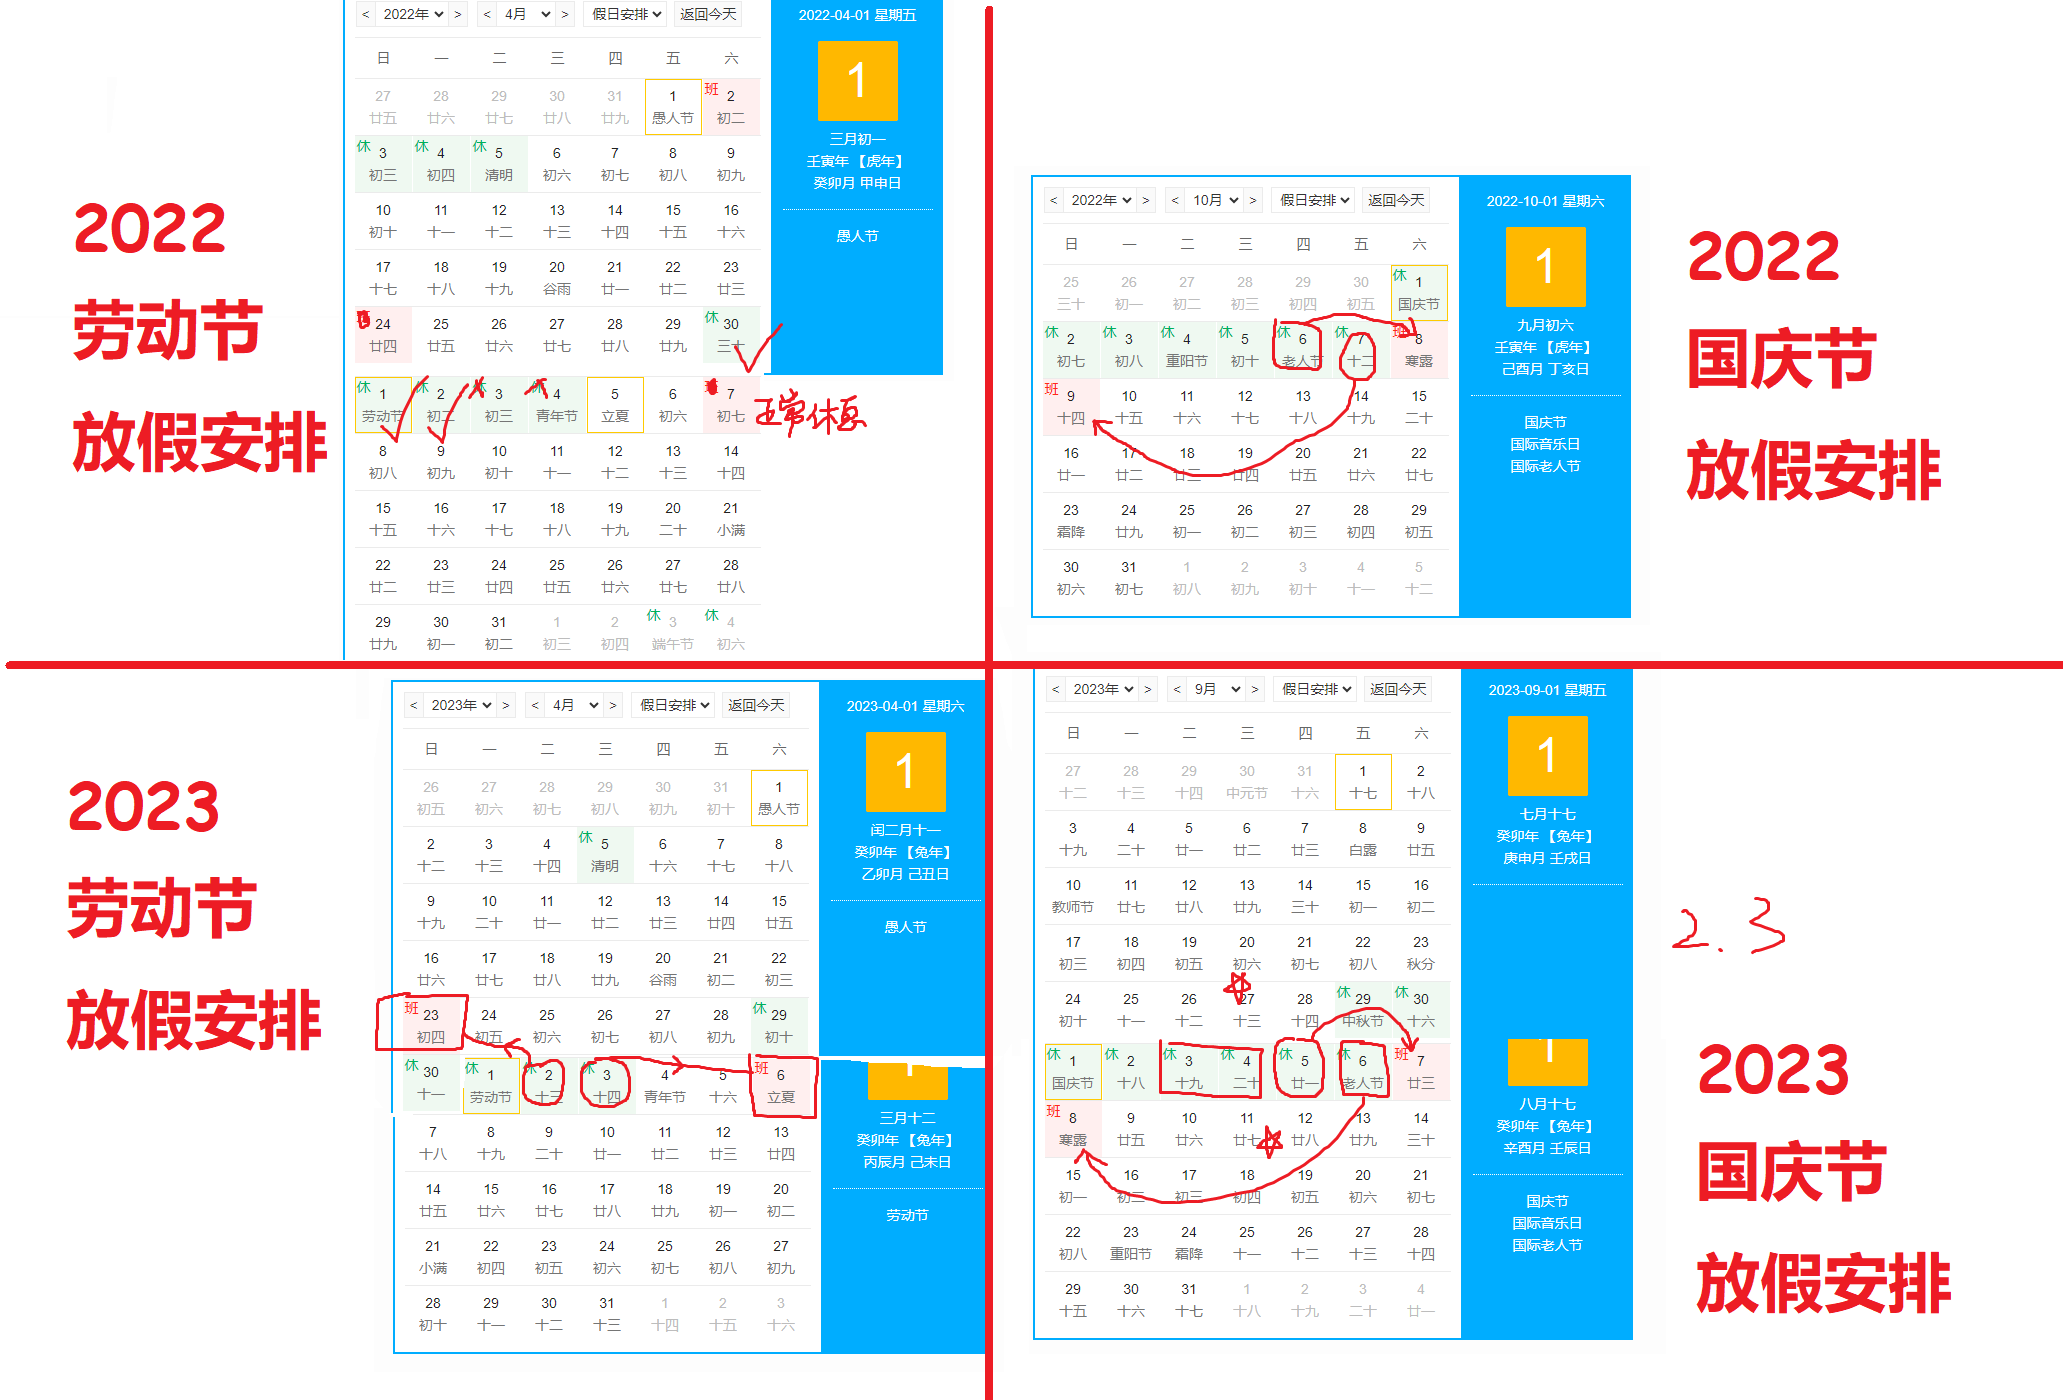 2022
劳动节
放假安排
< 2022年 > < 4月 > 假日安排 返回今天
日 一 二 三 四 五 六
27 28 29 30 31 1 班 2
廿五 廿六 廿七 廿八 廿九 愚人节 初二
休 3 休 4 休 5 6 7 8 9
初三 初四 清明 初六 初七 初八 初九
10 11 12 13 14 15 16
初十 十一 十二 十三 十四 十五 十六
17 18 19 20 21 22 23
十七 十八 十九 谷雨 廿一 廿二 廿三
24 25 26 27 28 29 休 30
廿四 廿五 廿六 廿七 廿八 廿九 三十
休 1 休 2 休 3 休 4 5 6 7
劳动节 初二 初三 青年节 立夏 初六 初七
正常休息
8 9 10 11 12 13 14
初八 初九 初十 十一 十二 十三 十四
15 16 17 18 19 20 21
十五 十六 十七 十八 十九 二十 小满
22 23 24 25 26 27 28
廿二 廿三 廿四 廿五 廿六 廿七 廿八
29 30 31 1 2 休 3 休 4
廿九 初一 初二 初三 初四 端午节 初六
2022-04-01 星期五
1
三月初一
壬寅年【虎年】
癸卯月 甲申日
愚人节
< 2022年 > < 10月 > 假日安排 返回今天
日 一 二 三 四 五 六
25 26 27 28 29 30 休 1
三十 初一 初二 初三 初四 初五 国庆节
休 2 休 3 休 4 休 5 休 6 休 7 班 8
初七 初八 重阳节 初十 老人节 十二 寒露
班 9 10 11 12 13 14 15
十四 十五 十六 十七 十八 十九 二十
16 17 18 19 20 21 22
廿一 廿二 廿三 廿四 廿五 廿六 廿七
23 24 25 26 27 28 29
霜降 廿九 初一 初二 初三 初四 初五
30 31 1 2 3 4 5
初六 初七 初八 初九 初十 十一 十二
2022-10-01 星期六
1
九月初六
壬寅年【虎年】
己酉月 丁亥日
国庆节
国际音乐日
国际老人节
2022
国庆节
放假安排
2023
劳动节
放假安排
< 2023年 > < 4月 > 假日安排 返回今天
日 一 二 三 四 五 六
26 27 28 29 30 31 1
初五 初六 初七 初八 初九 初十 愚人节
2 3 4 休 5 6 7 8
十二 十三 十四 清明 十六 十七 十八
9 10 11 12 13 14 15
十九 二十 廿一 廿二 廿三 廿四 廿五
16 17 18 19 20 21 22
廿六 廿七 廿八 廿九 谷雨 初二 初三
班 23 24 25 26 27 28 休 29
初四 初五 初六 初七 初八 初九 初十
休 30 休 1 休 2 休 3 4 5 班 6
十一 劳动节 十三 十四 青年节 十六 立夏
7 8 9 10 11 12 13
十八 十九 二十 廿一 廿二 廿三 廿四
14 15 16 17 18 19 20
廿五 廿六 廿七 廿八 廿九 初一 初二
21 22 23 24 25 26 27
小满 初四 初五 初六 初七 初八 初九
28 29 30 31 1 2 3
初十 十一 十二 十三 十四 十五 十六
2023-04-01 星期六
1
闰二月十一
癸卯年【兔年】
乙卯月 己丑日
愚人节
三月十二
癸卯年【兔年】
丙辰月 己未日
劳动节
< 2023年 > < 9月 > 假日安排 返回今天
日 一 二 三 四 五 六
27 28 29 30 31 1 2
十二 十三 十四 中元节 十六 十七 十八
3 4 5 6 7 8 9
十九 二十 廿一 廿二 廿三 白露 廿五
10 11 12 13 14 15 16
教师节 廿七 廿八 廿九 三十 初一 初二
17 18 19 20 21 22 23
初三 初四 初五 初六 初七 初八 秋分
24 25 26 27 28 休 29 休 30
初十 十一 十二 十三 十四 中秋节 十六
休 1 休 2 休 3 休 4 休 5 休 6 班 7
国庆节 十八 十九 二十 廿一 老人节 廿三
班 8 9 10 11 12 13 14
寒露 廿五 廿六 廿七 廿八 廿九 三十
15 16 17 18 19 20 21
初一 初二 初三 初四 初五 初六 初七
22 23 24 25 26 27 28
初八 重阳节 霜降 十一 十二 十三 十四
29 30 31 1 2 3 4
十五 十六 十七 十八 十九 二十 廿一
2023-09-01 星期五
1
七月十七
癸卯年【兔年】
庚申月 壬戌日
1
八月十七
癸卯年【兔年】
辛酉月 壬辰日
国庆节
国际音乐日
国际老人节
2.3
2023
国庆节
放假安排